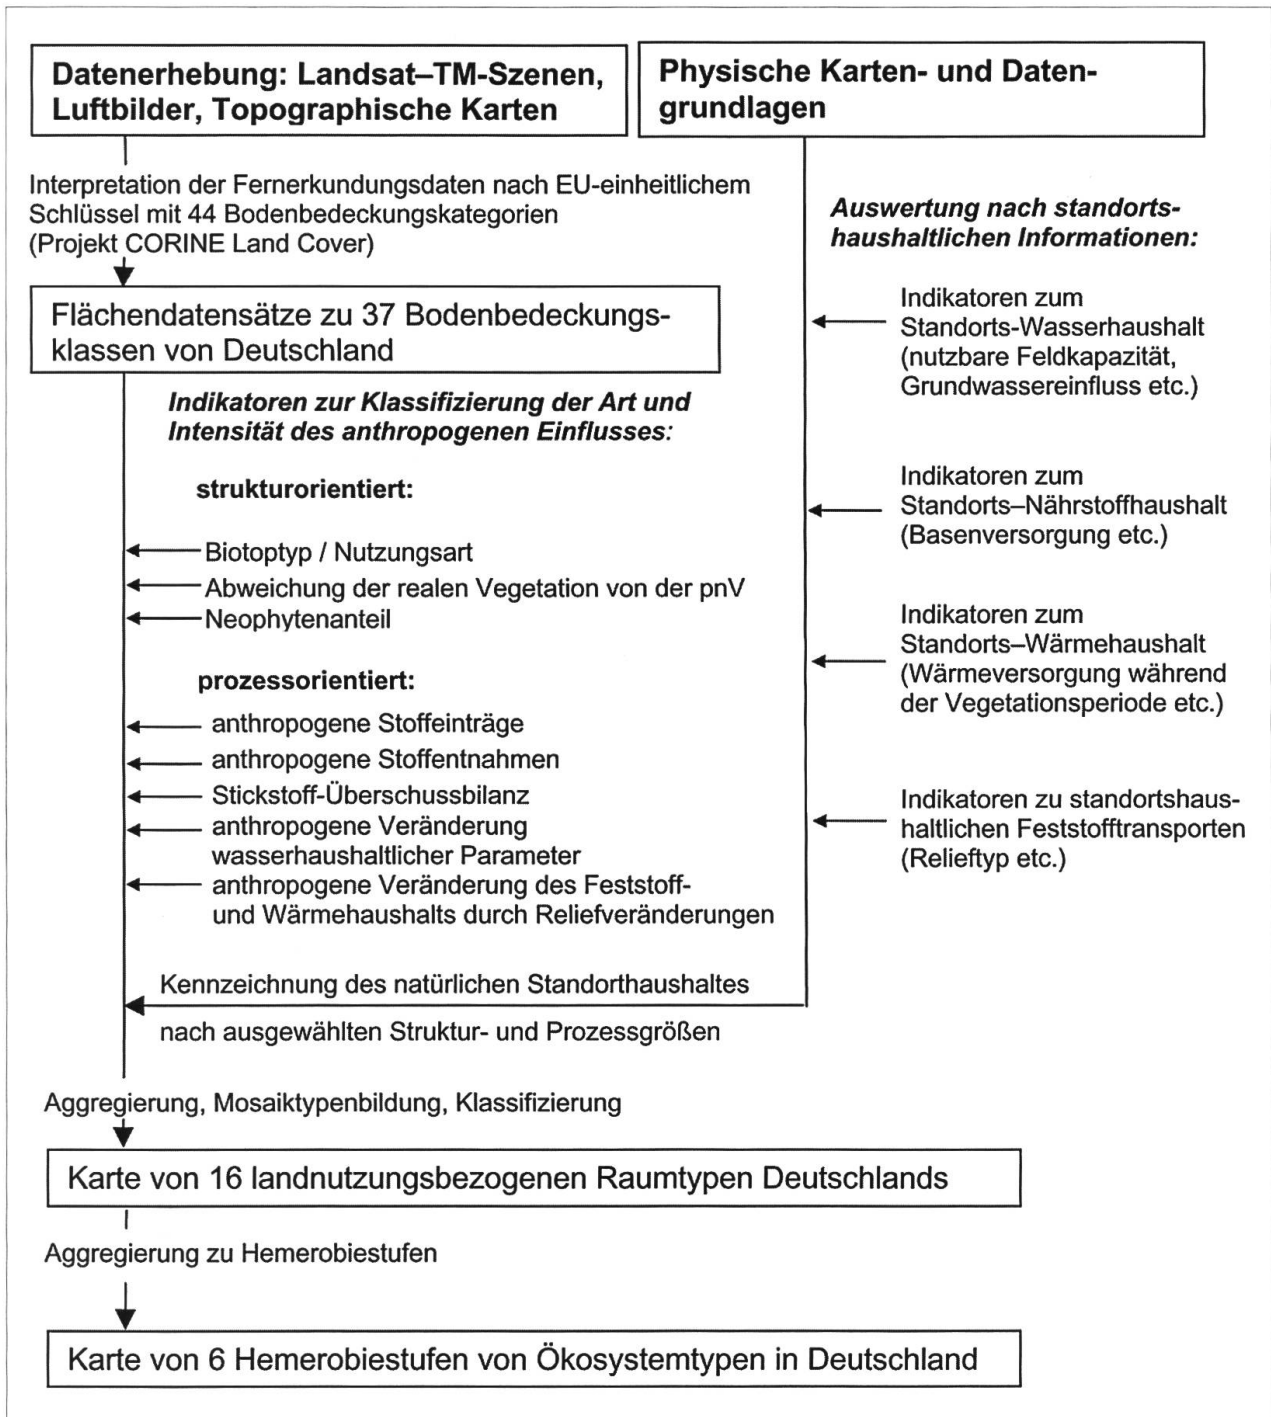 Datenerhebung: Landsat–TM-Szenen,
Luftbilder, Topographische Karten
Physische Karten- und Daten-
grundlagen
Interpretation der Fernerkundungsdaten nach EU-einheitlichem
Schlüssel mit 44 Bodenbedeckungskategorien
(Projekt CORINE Land Cover)
Flächendatensätze zu 37 Bodenbedeckungs-
klassen von Deutschland
Indikatoren zur Klassifizierung der Art und
Intensität des anthropogenen Einflusses:
strukturorientiert:
Biotoptyp / Nutzungsart
Abweichung der realen Vegetation von der pnV
Neophytenanteil
prozessorientiert:
anthropogene Stoffeinträge
anthropogene Stoffentnahmen
Stickstoff-Überschussbilanz
anthropogene Veränderung
wasserhaushaltlicher Parameter
anthropogene Veränderung des Feststoff-
und Wärmehaushalts durch Reliefveränderungen
Auswertung nach standorts-
haushaltlichen Informationen:
Indikatoren zum
Standorts-Wasserhaushalt
(nutzbare Feldkapazität,
Grundwassereinfluss etc.)
Indikatoren zum
Standorts–Nährstoffhaushalt
(Basenversorgung etc.)
Indikatoren zum
Standorts–Wärmehaushalt
(Wärmeversorgung während
der Vegetationsperiode etc.)
Indikatoren zu standortshaus-
haltlichen Feststofftransporten
(Relieftyp etc.)
Kennzeichnung des natürlichen Standorthaushaltes
nach ausgewählten Struktur- und Prozessgrößen
Aggregierung, Mosaiktypenbildung, Klassifizierung
Karte von 16 landnutzungsbezogenen Raumtypen Deutschlands
Aggregierung zu Hemerobiestufen
Karte von 6 Hemerobiestufen von Ökosystemtypen in Deutschland